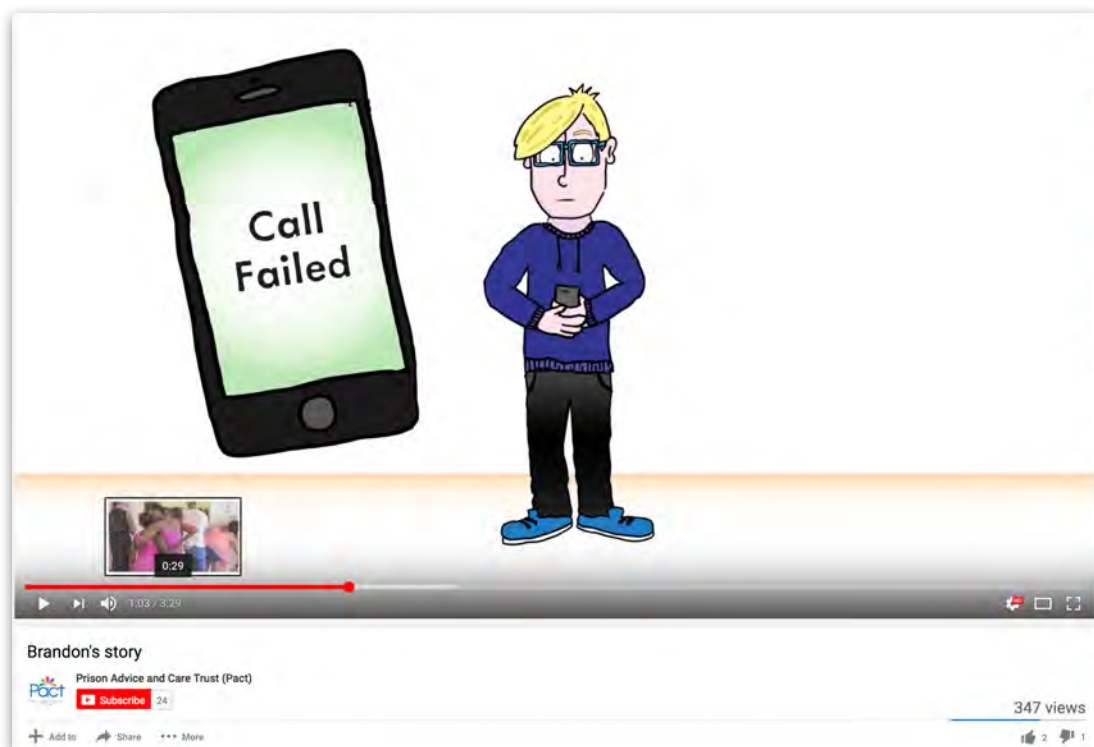 Call
Failed
0:29
1:03 / 3:29
Brandon's story
Pact
Prison Advice and Care Trust (Pact)
Subscribe 24
347 views
Add to Share More
2 1